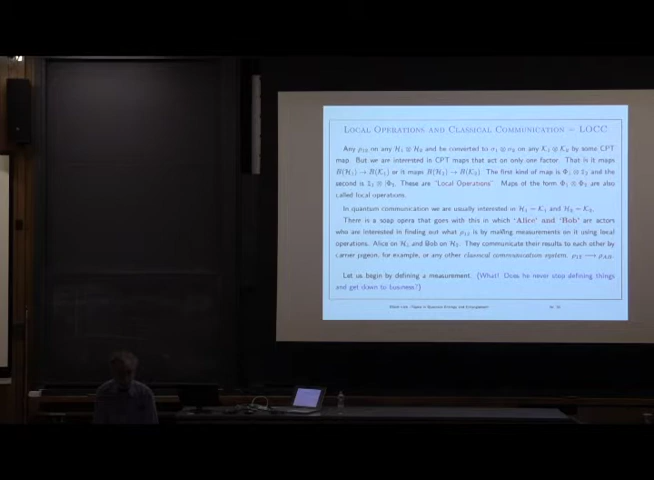 Local Operations and Classical Communication – LOCC
Any ρ₁₂ on any H₁ ⊗ H₂ and be converted to σ₁ ⊗ σ₂ on any K₁ ⊗ K₂ by some CPT
map. But we are interested in CPT maps that act on only one factor. That is it maps
B(H₁) → B(K₁) or it maps B(H₂) → B(K₂). The first kind of map is Φ₁ ⊗ 𝟙₂ and the
second is 𝟙₁ ⊗ Φ₂. These are "Local Operations". Maps of the form Φ₁ ⊗ Φ₂ are also
called local operations.
In quantum communication we are usually interested in H₁ = K₁ and H₂ = K₂.
There is a soap opera that goes with this in which 'Alice' and 'Bob' are actors
who are interested in finding out what ρ₁₂ is by making measurements on it using local
operations. Alice on H₁ and Bob on H₂. They communicate their results to each other by
carrier pigeon, for example, or any other classical communication system. ρ₁₂
Let us begin by defining a measurement. (What! Does he never stop defining things
and get down to business?)